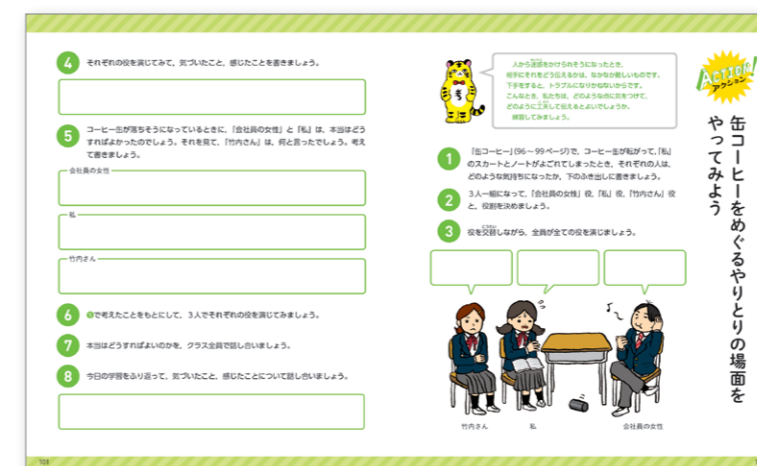 ACTION!
アクション
缶コーヒーをめぐるやりとりの場面を
やってみよう
人から迷惑をかけられそうになったとき，
相手にそれをどう伝えるかは，なかなか難しいものです。
下手をすると，トラブルになりかねないからです。
こんなとき，私たちは，どのような点に気をつけて，
どのように工夫して伝えるとよいでしょうか。
練習してみましょう。
1 「缶コーヒー」(96～99ページ)で，コーヒー缶が転がって，「私」
のスカートとノートがよごれてしまったとき，それぞれの人は，
どのような気持ちになったか，下のふき出しに書きましょう。
2 3人一組になって，「会社員の女性」役，「私」役，「竹内さん」役
と，役割を決めましょう。
3 役を交替しながら，全員が全ての役を演じましょう。
竹内さん
私
会社員の女性
4 それぞれの役を演じてみて，気づいたこと，感じたことを書きましょう。
5 コーヒー缶が落ちそうになっているときに，「会社員の女性」と「私」は，本当はどう
すればよかったのでしょう。それを見て，「竹内さん」は，何と言ったでしょう。考え
て書きましょう。
会社員の女性
私
竹内さん
6 ❺で考えたことをもとにして，3人でそれぞれの役を演じてみましょう。
7 本当はどうすればよいのかを，クラス全員で話し合いましょう。
8 今日の学習をふり返って，気づいたこと，感じたことについて話し合いましょう。